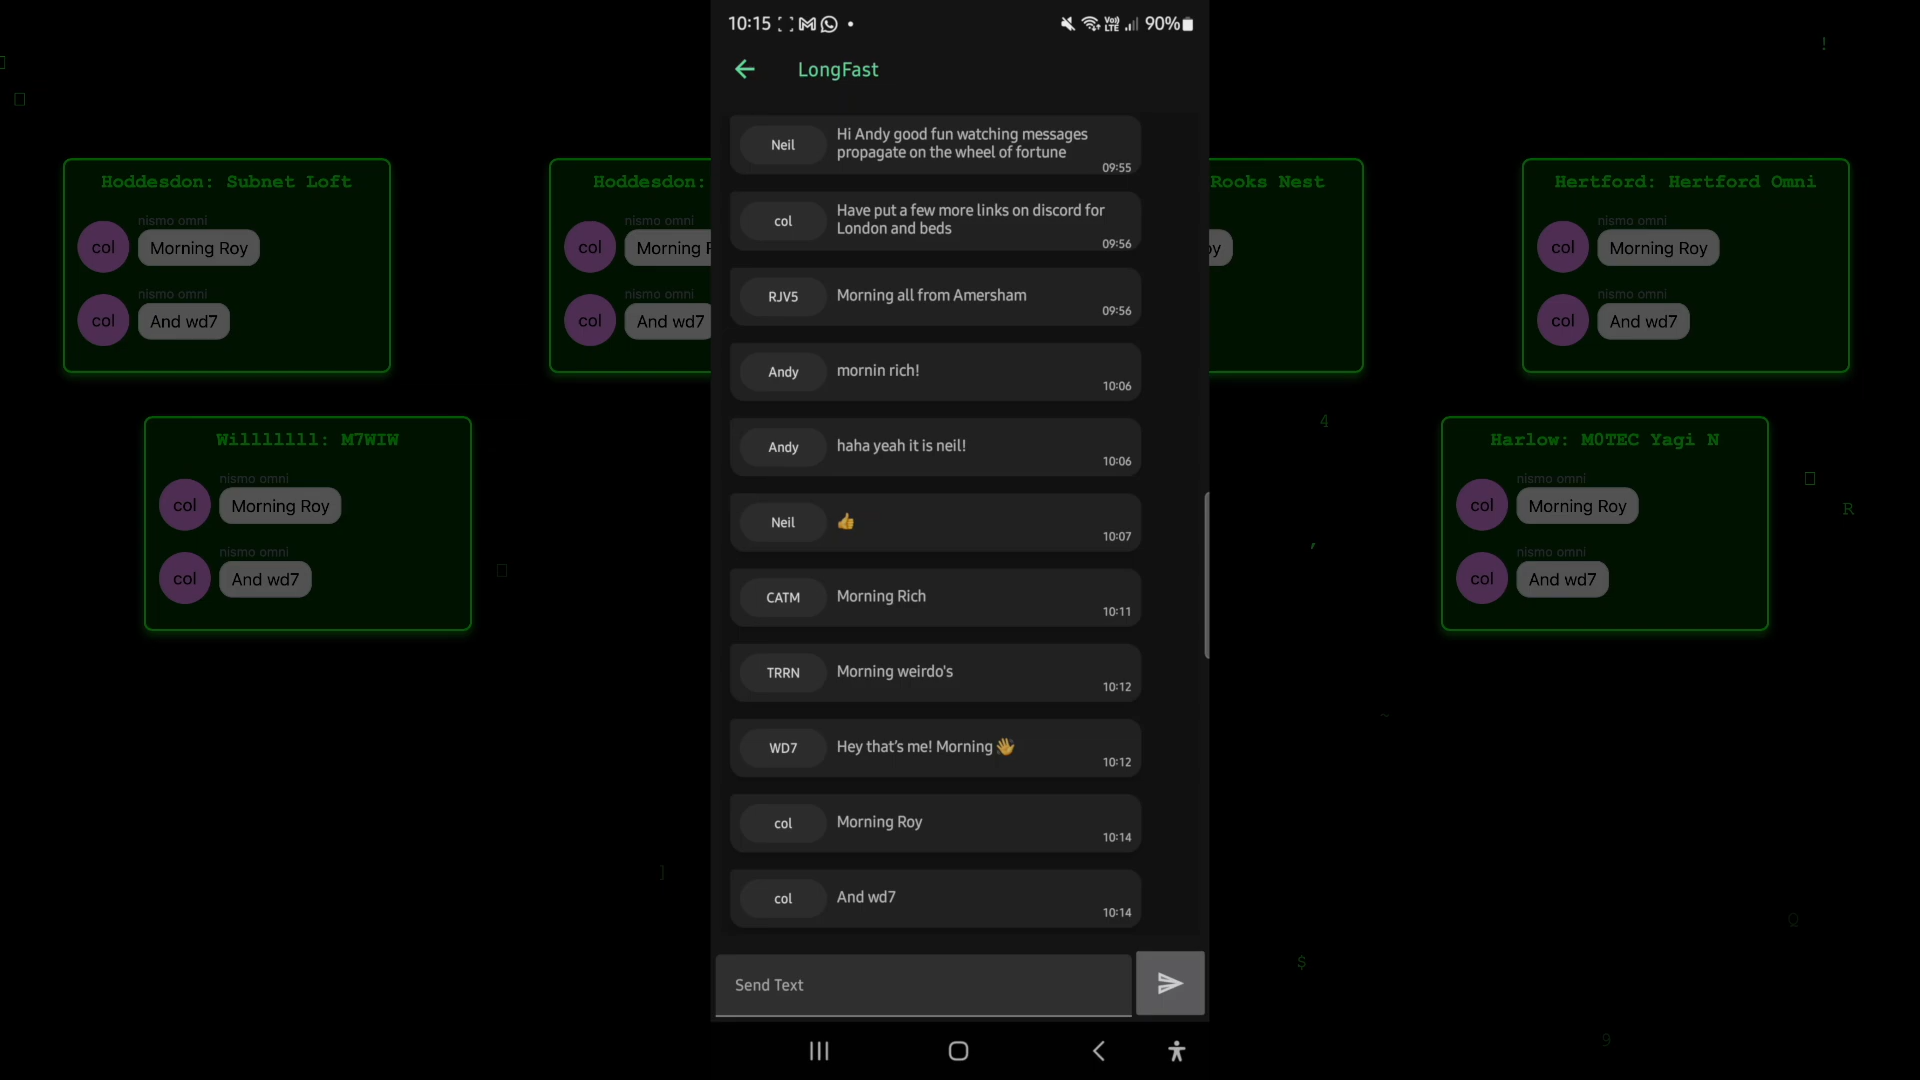 10:15
90%
LongFast
Neil
Hi Andy good fun watching messages
propagate on the wheel of fortune
09:55
col
Have put a few more links on discord for
London and beds
09:56
RJV5
Morning all from Amersham
09:56
Andy
mornin rich!
10:06
Andy
haha yeah it is neil!
10:06
Neil
👍
10:07
CATM
Morning Rich
10:11
TRRN
Morning weirdo's
10:12
WD7
Hey that's me! Morning 👋
10:12
col
Morning Roy
10:14
col
And wd7
10:14
Send Text
Hoddesdon: Subnet Loft
nismo omni
col
Morning Roy
nismo omni
col
And wd7
Hoddesdon:
nismo omni
col
Morning
nismo omni
col
And wd7
Rooks Nest
Hertford: Hertford Omni
nismo omni
col
Morning Roy
nismo omni
col
And wd7
Willlllll: M7WIW
nismo omni
col
Morning Roy
nismo omni
col
And wd7
Harlow: M0TEC Yagi N
nismo omni
col
Morning Roy
nismo omni
col
And wd7
!
4
,
R
~
]
$
9